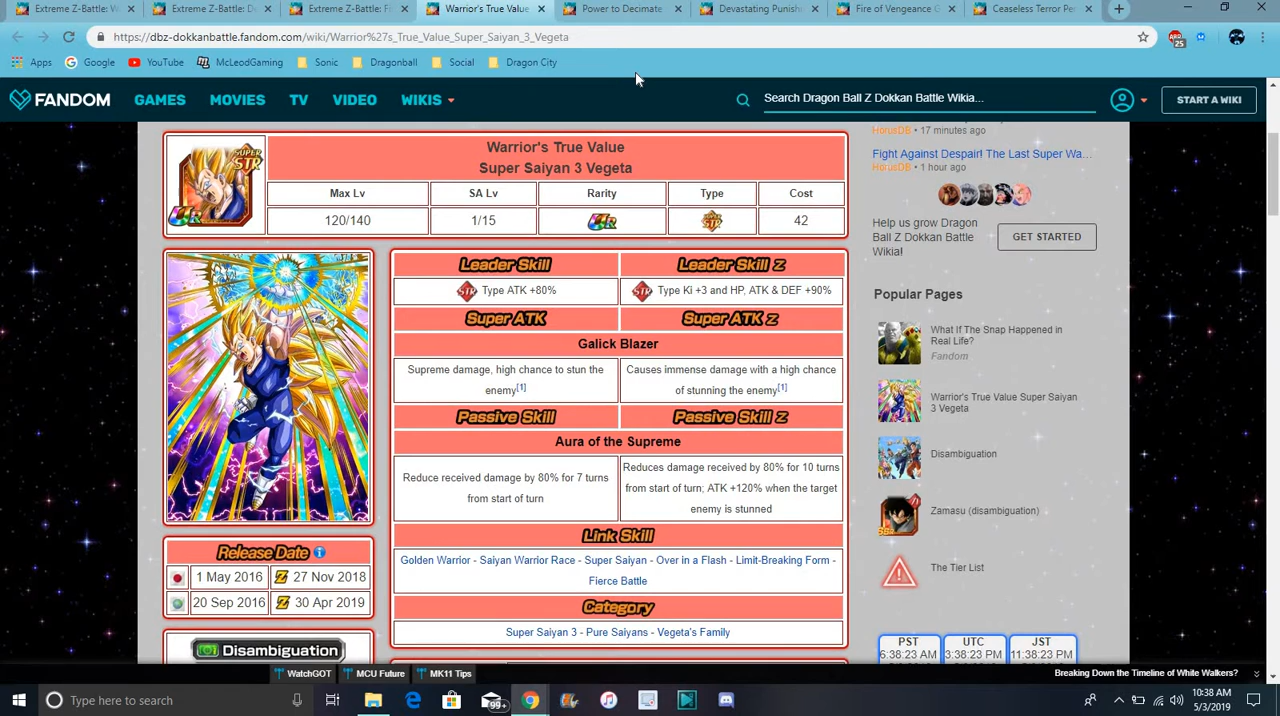 Extreme Z-Battle: W
Extreme Z-Battle: De
Extreme Z-Battle: Fi
Warrior's True Value
Power to Decimate
Devastating Punish
Fire of Vengeance G
Ceaseless Terror Pe
https://dbz-dokkanbattle.fandom.com/wiki/Warrior%27s_True_Value_Super_Saiyan_3_Vegeta
25
Apps Google YouTube McLeodGaming Sonic Dragonball Social Dragon City
FANDOM GAMES MOVIES TV VIDEO WIKIS Search Dragon Ball Z Dokkan Battle Wikia... START A WIKI
HorusDB • 17 minutes ago
Fight Against Despair! The Last Super Wa...
HorusDB • 1 hour ago
Help us grow Dragon
Ball Z Dokkan Battle
Wikia!
GET STARTED
Popular Pages
What If The Snap Happened in
Real Life?
Fandom
Warrior's True Value Super Saiyan
3 Vegeta
Disambiguation
Zamasu (disambiguation)
The Tier List
PST UTC JST
6:38:23 AM 2:38:23 PM 11:38:23 PM
SUPER
STR
UR
Warrior's True Value
Super Saiyan 3 Vegeta
Max Lv SA Lv Rarity Type Cost
120/140 1/15 UR STR 42
Leader Skill Leader Skill Z
STR Type ATK +80% STR Type Ki +3 and HP, ATK & DEF +90%
Super ATK Super ATK Z
Galick Blazer
Supreme damage, high chance to stun the
enemy[1]
Causes immense damage with a high chance
of stunning the enemy[1]
Passive Skill Passive Skill Z
Aura of the Supreme
Reduce received damage by 80% for 7 turns
from start of turn
Reduces damage received by 80% for 10 turns
from start of turn; ATK +120% when the target
enemy is stunned
Link Skill
Golden Warrior - Saiyan Warrior Race - Super Saiyan - Over in a Flash - Limit-Breaking Form -
Fierce Battle
Category
Super Saiyan 3 - Pure Saiyans - Vegeta's Family
Release Date
1 May 2016 Z 27 Nov 2018
20 Sep 2016 Z 30 Apr 2019
Disambiguation
WatchGOT MCU Future MK11 Tips
Breaking Down the Timeline of White Walkers?
Type here to search
99+
10:38 AM
5/3/2019